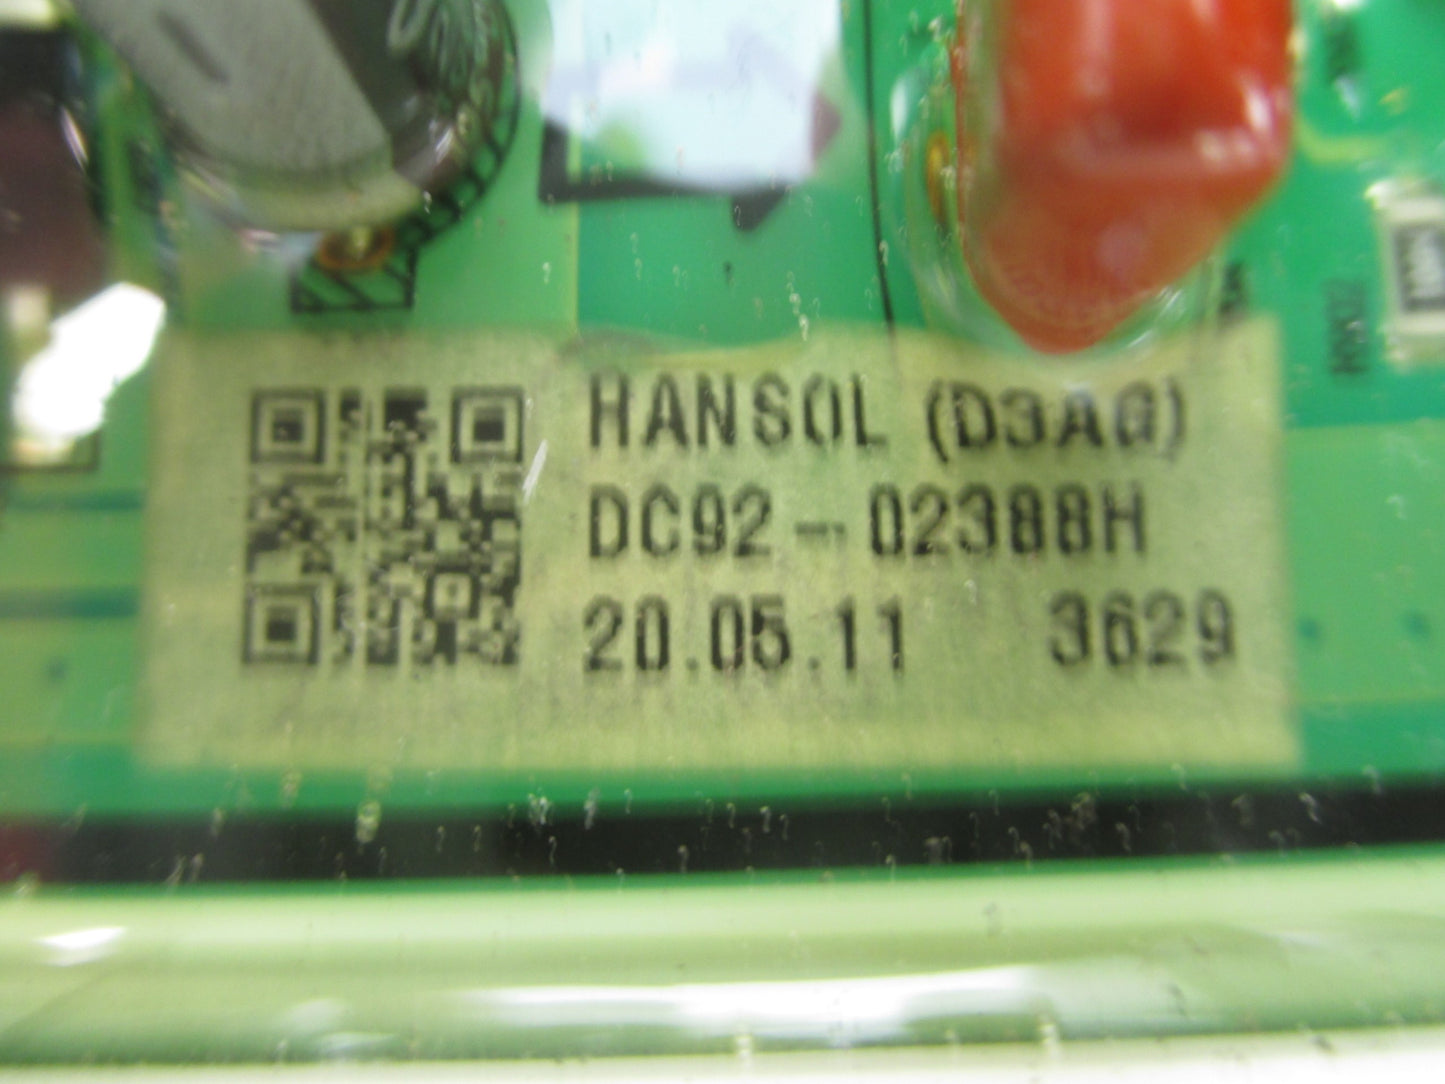 HANSOL (D3AG)
DC92-02388H
20.05.11 3629